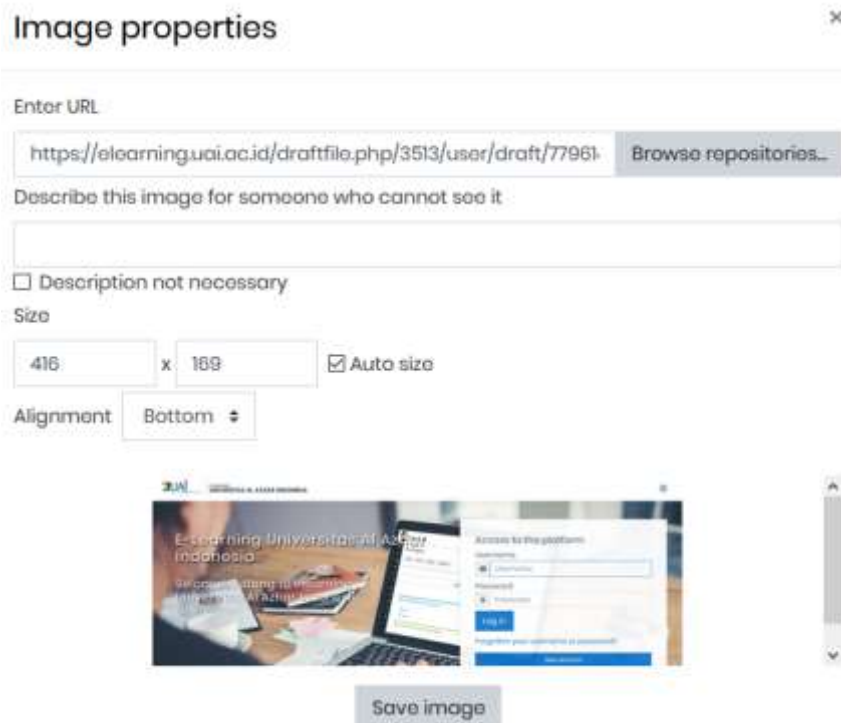 Image properties
×
Enter URL
https://elearning.uai.ac.id/draftfile.php/3513/user/draft/77961 Browse repositories...
Describe this image for someone who cannot see it
Description not necessary
Size
416 x 169 Auto size
Alignment Bottom
UAI
E-Learning Universitas Al Az
Indonesia
Access to the platform
Username
Password
Log in
Save image